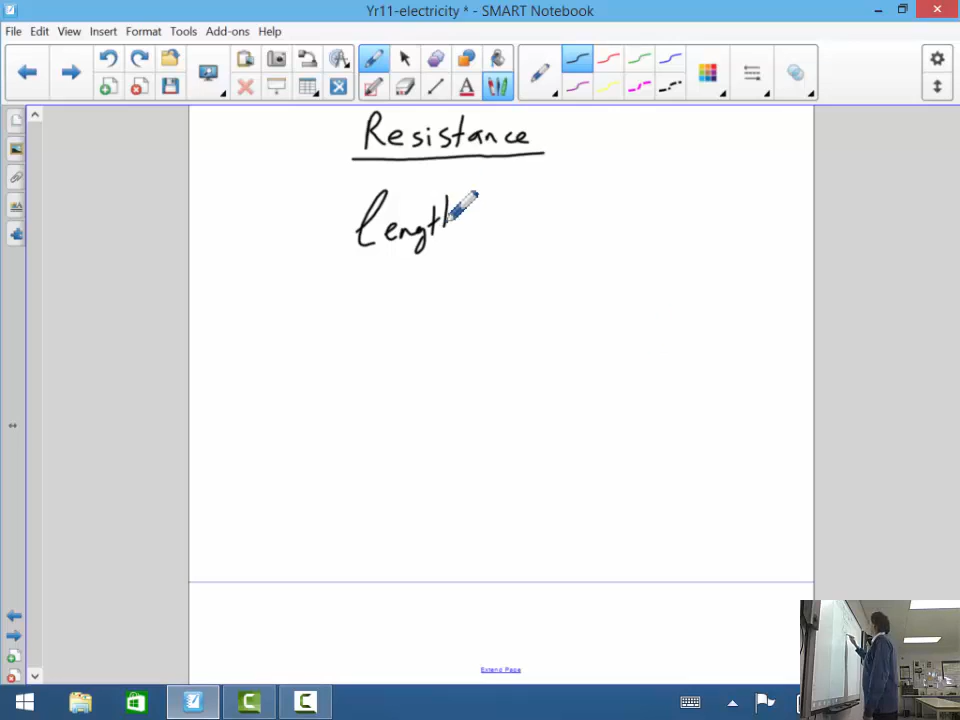 Yr11-electricity * - SMART Notebook
File Edit View Insert Format Tools Add-ons Help
Resistance
length
Extend Page